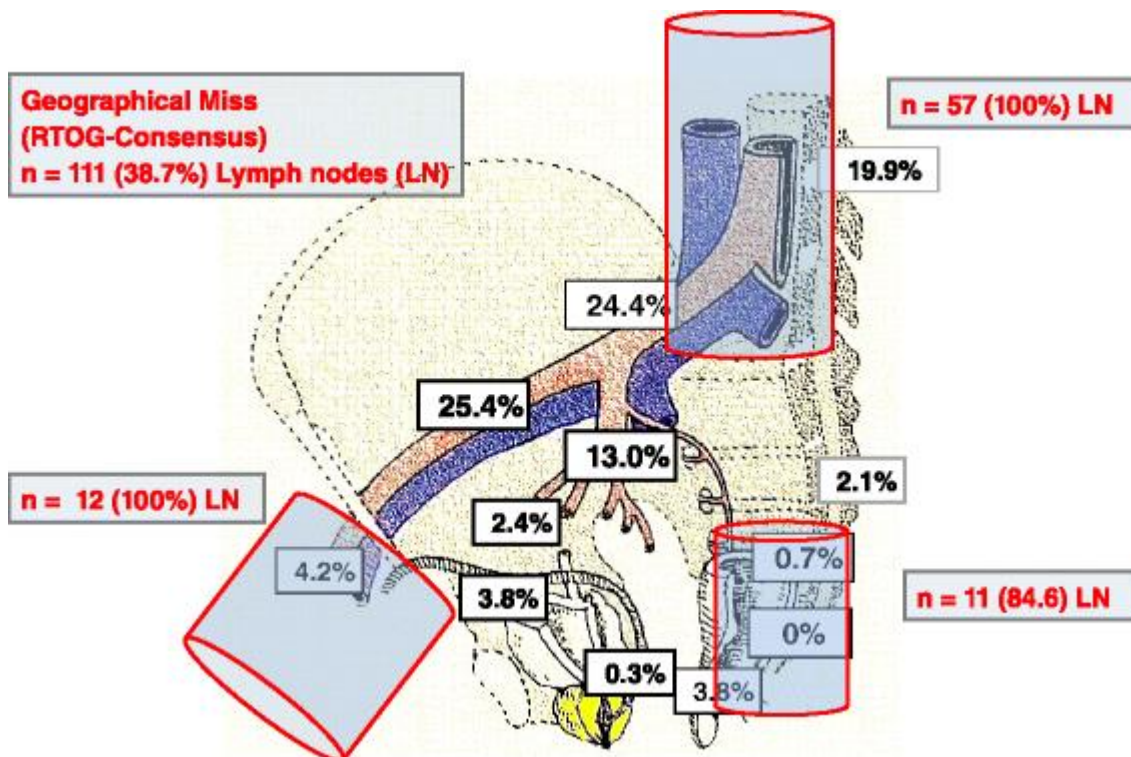 Geographical Miss
(RTOG-Consensus)
n = 111 (38.7%) Lymph nodes (LN)
n = 57 (100%) LN
19.9%
24.4%
25.4%
13.0%
2.1%
n = 12 (100%) LN
2.4%
4.2%
0.7%
3.8%
n = 11 (84.6) LN
0%
0.3%
3.8%